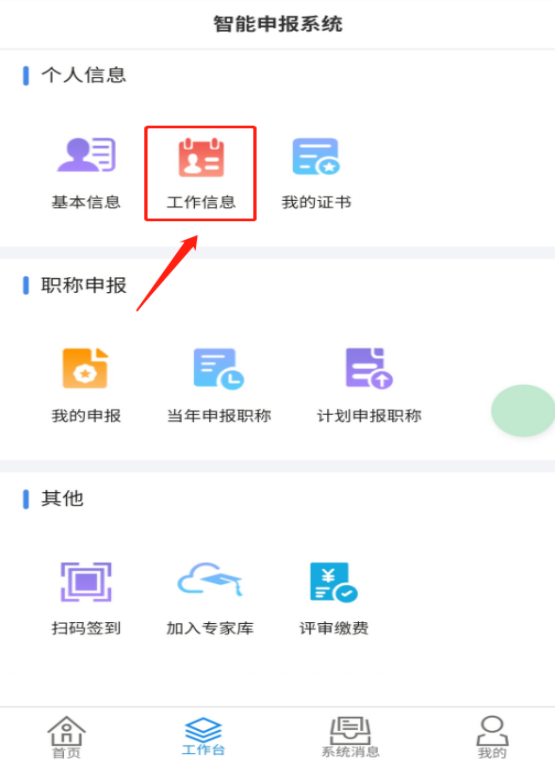 智能申报系统
个人信息
基本信息 工作信息 我的证书
职称申报
我的申报 当年申报职称 计划申报职称
其他
¥
扫码签到 加入专家库 评审缴费
首页 工作台 系统消息 我的